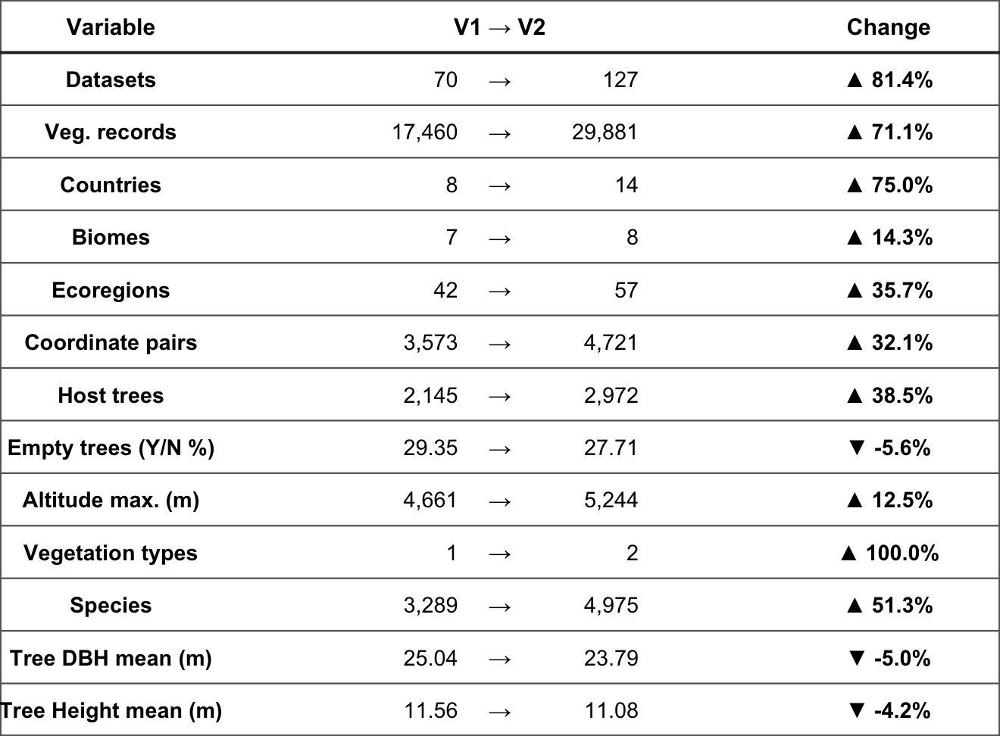 Variable V1 → V2 Change
Datasets 70 → 127 ▲ 81.4%
Veg. records 17,460 → 29,881 ▲ 71.1%
Countries 8 → 14 ▲ 75.0%
Biomes 7 → 8 ▲ 14.3%
Ecoregions 42 → 57 ▲ 35.7%
Coordinate pairs 3,573 → 4,721 ▲ 32.1%
Host trees 2,145 → 2,972 ▲ 38.5%
Empty trees (Y/N %) 29.35 → 27.71 ▼ -5.6%
Altitude max. (m) 4,661 → 5,244 ▲ 12.5%
Vegetation types 1 → 2 ▲ 100.0%
Species 3,289 → 4,975 ▲ 51.3%
Tree DBH mean (m) 25.04 → 23.79 ▼ -5.0%
Tree Height mean (m) 11.56 → 11.08 ▼ -4.2%